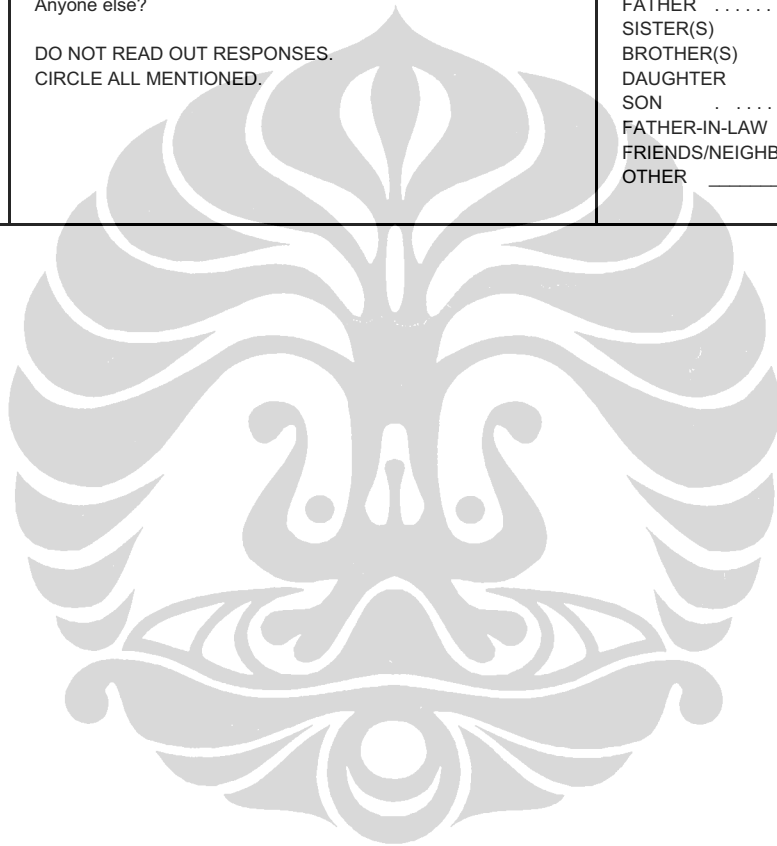 Anyone else?
DO NOT READ OUT RESPONSES.
CIRCLE ALL MENTIONED.
FATHER . . . . . .
SISTER(S)
BROTHER(S)
DAUGHTER
SON . . . . .
FATHER-IN-LAW
OTHER ________